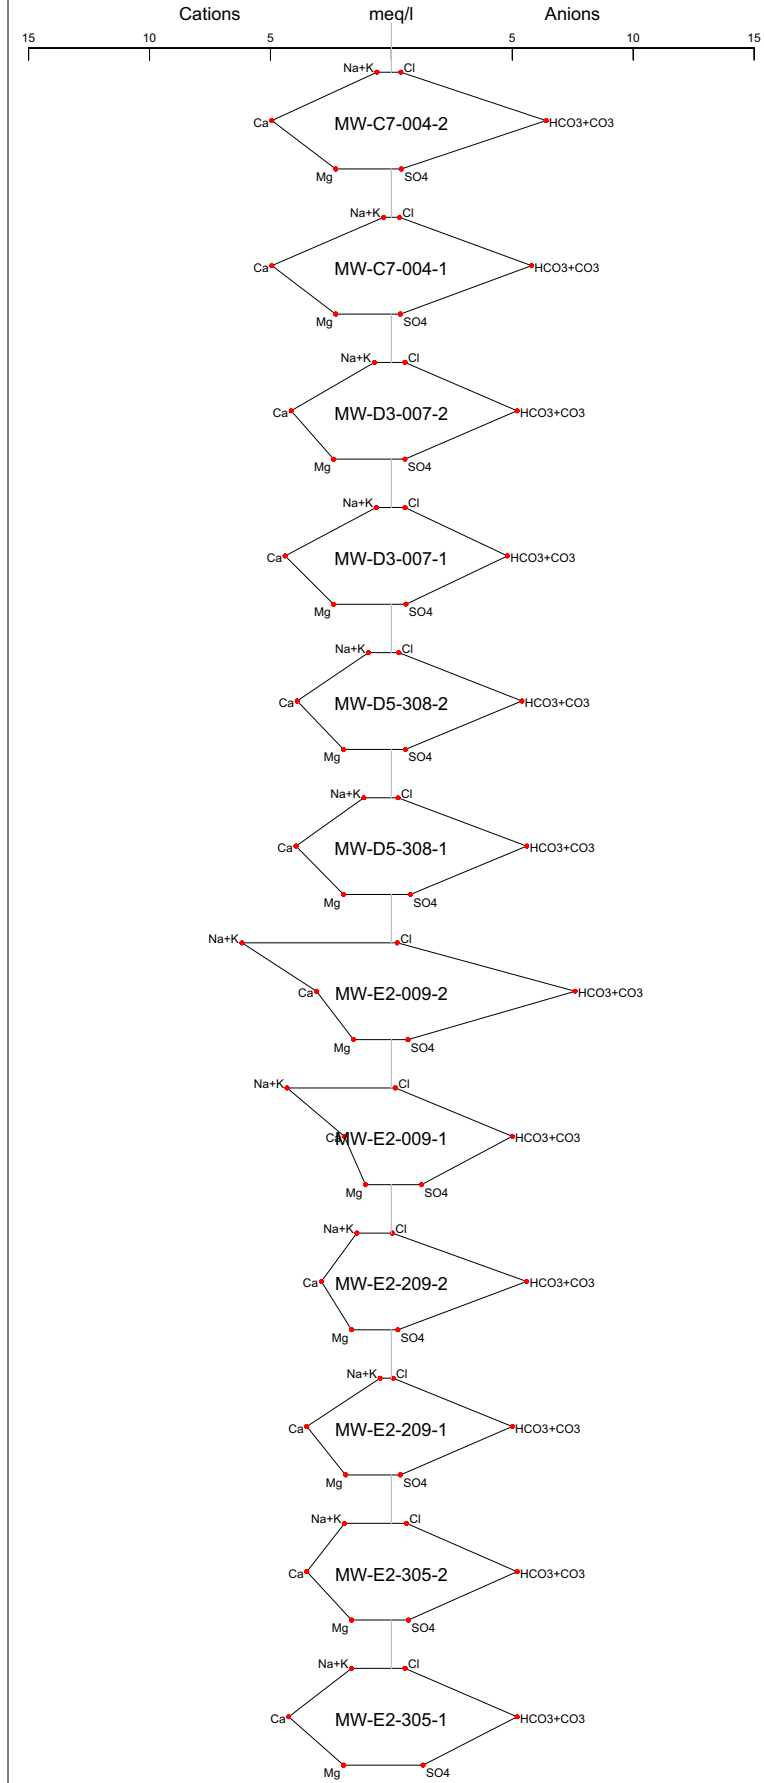 Cations meq/l Anions
15 10 5 5 10 15
Na+K Cl
Ca MW-C7-004-2 HCO3+CO3
Mg SO4
Na+K Cl
Ca MW-C7-004-1 HCO3+CO3
Mg SO4
Na+K Cl
Ca MW-D3-007-2 HCO3+CO3
Mg SO4
Na+K Cl
Ca MW-D3-007-1 HCO3+CO3
Mg SO4
Na+K Cl
Ca MW-D5-308-2 HCO3+CO3
Mg SO4
Na+K Cl
Ca MW-D5-308-1 HCO3+CO3
Mg SO4
Na+K Cl
Ca MW-E2-009-2 HCO3+CO3
Mg SO4
Na+K Cl
Ca MW-E2-009-1 HCO3+CO3
Mg SO4
Na+K Cl
Ca MW-E2-209-2 HCO3+CO3
Mg SO4
Na+K Cl
Ca MW-E2-209-1 HCO3+CO3
Mg SO4
Na+K Cl
Ca MW-E2-305-2 HCO3+CO3
Mg SO4
Na+K Cl
Ca MW-E2-305-1 HCO3+CO3
Mg SO4